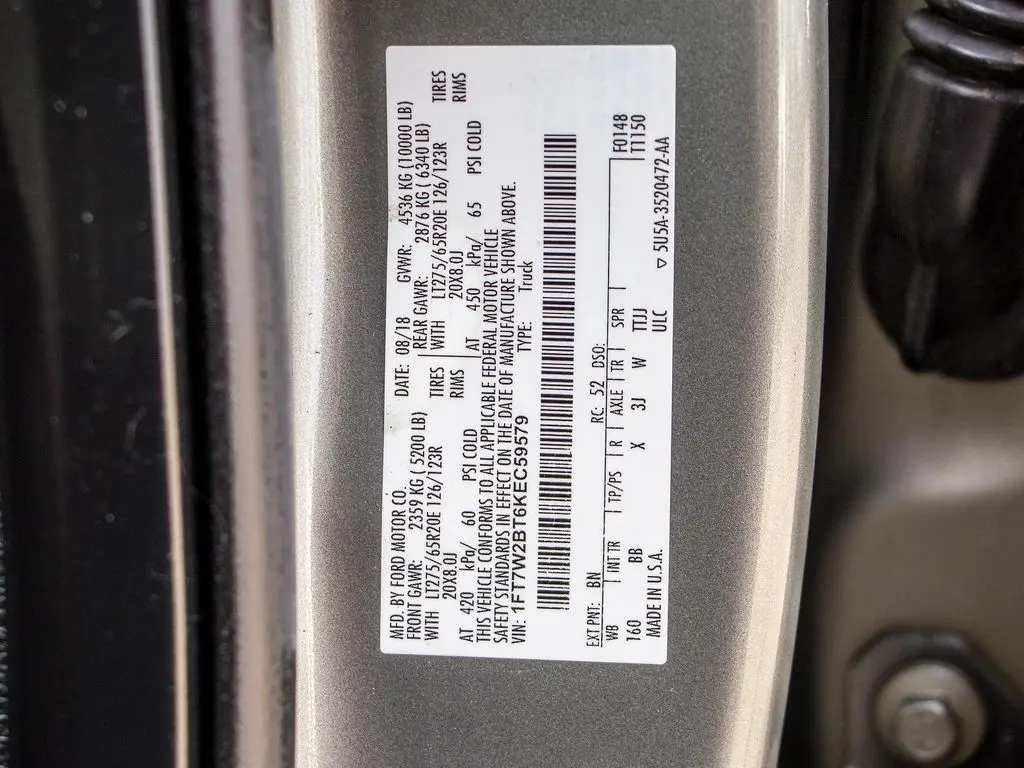 MFD. BY FORD MOTOR CO. DATE: 08/18 GVWR: 4536 KG (10000 LB)
FRONT GAWR: 2359 KG ( 5200 LB) REAR GAWR: 2876 KG ( 6340 LB)
WITH LT275/65R20E 126/123R TIRES WITH LT275/65R20E 126/123R TIRES
20X8.0J RIMS 20X8.0J RIMS
AT 420 kPa/ 60 PSI COLD AT 450 kPa/ 65 PSI COLD
THIS VEHICLE CONFORMS TO ALL APPLICABLE FEDERAL MOTOR VEHICLE
SAFETY STANDARDS IN EFFECT ON THE DATE OF MANUFACTURE SHOWN ABOVE.
VIN: 1FT7W2BT6KEC59579 TYPE: Truck
EXT PNT: BN RC: 52 DSO:
WB INT TR TP/PS R AXLE TR SPR F0148
160 BB X 3J W TTJJ T1150
MADE IN U.S.A. ULC ▽ 5U5A-3520472-AA